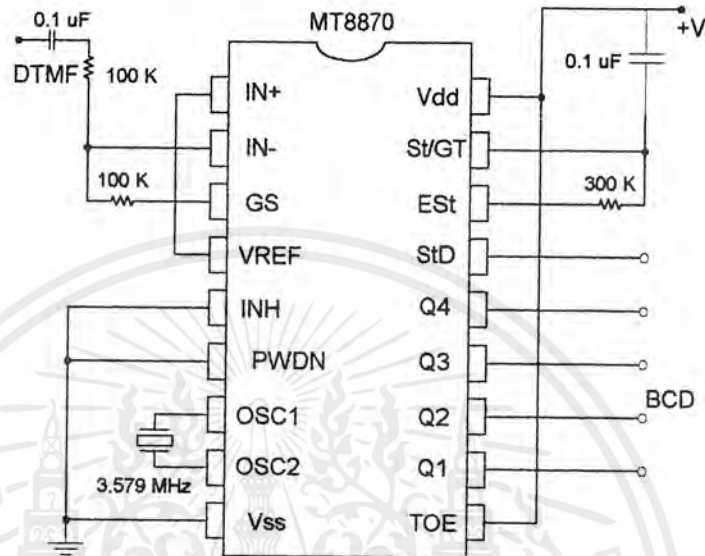 MT8870
0.1 uF
DTMF
100 K
100 K
IN+
IN-
GS
VREF
INH
PWDN
OSC1
OSC2
Vss
3.579 MHz
Vdd
St/GT
ESt
StD
Q4
Q3
Q2
Q1
TOE
+V
0.1 uF
300 K
BCD